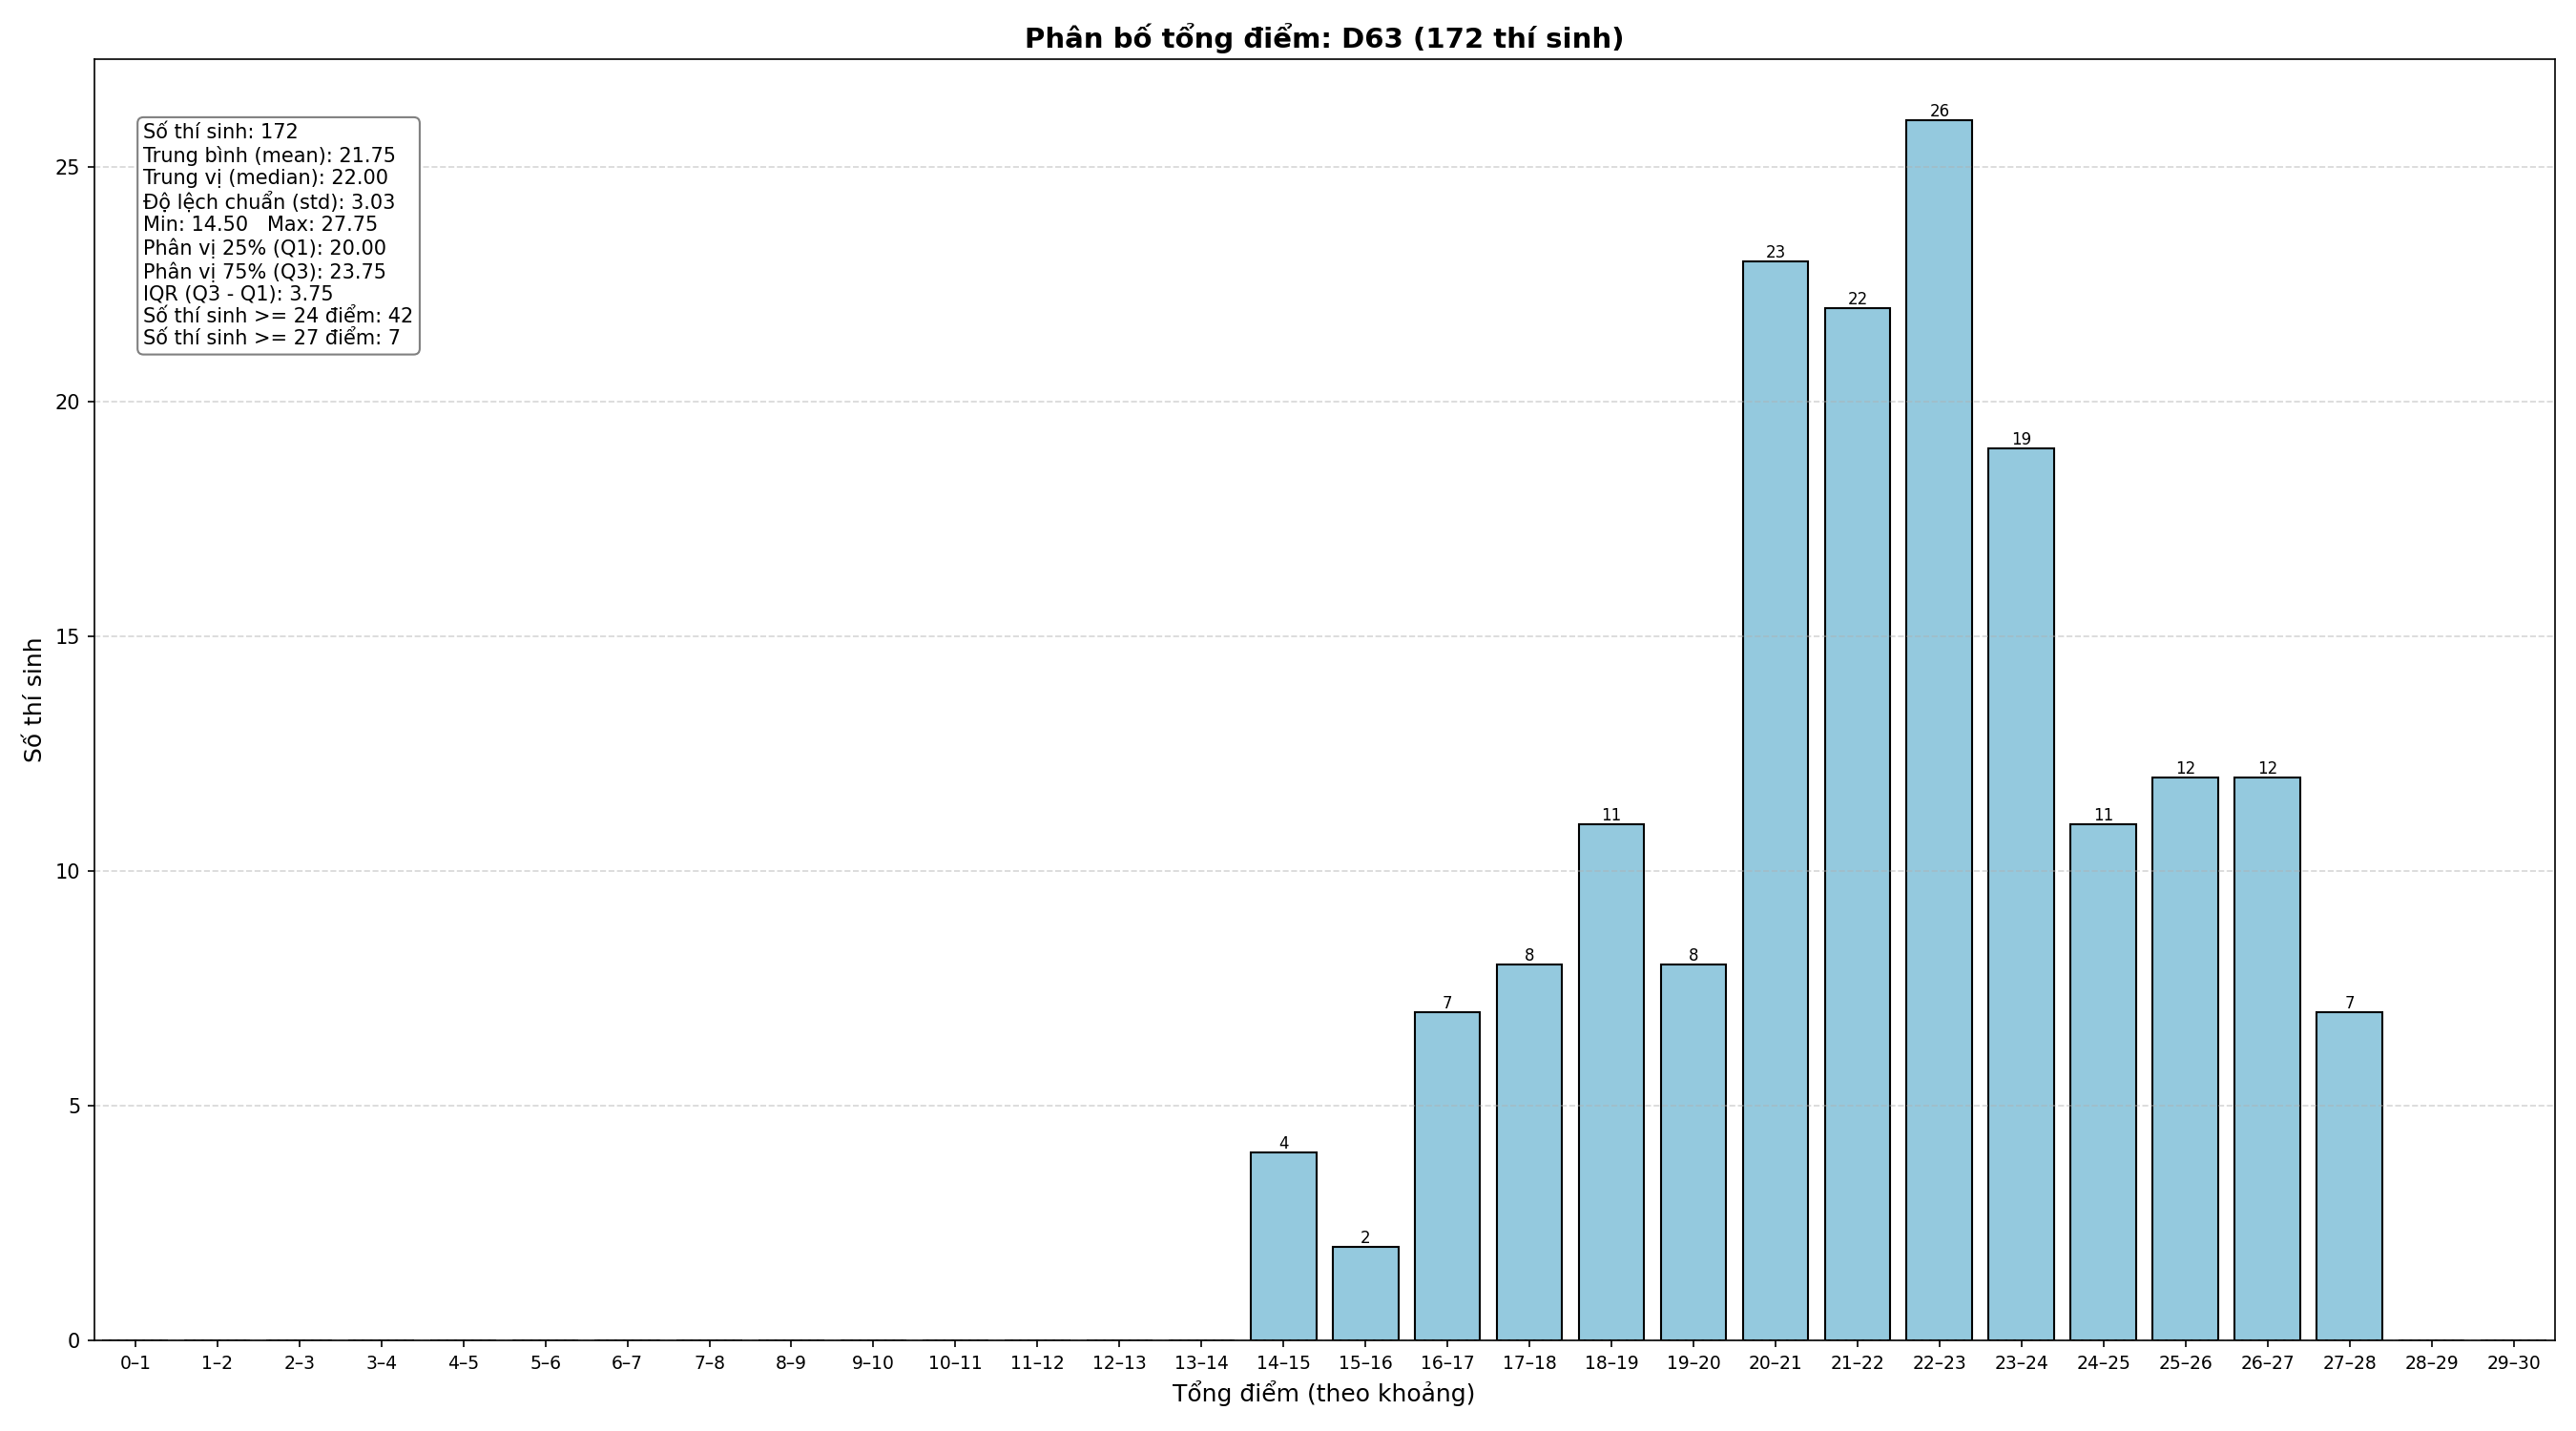 Phân bố tổng điểm: D63 (172 thí sinh)
Số thí sinh: 172
Trung bình (mean): 21.75
Trung vị (median): 22.00
Độ lệch chuẩn (std): 3.03
Min: 14.50   Max: 27.75
Phân vị 25% (Q1): 20.00
Phân vị 75% (Q3): 23.75
IQR (Q3 - Q1): 3.75
Số thí sinh >= 24 điểm: 42
Số thí sinh >= 27 điểm: 7
Số thí sinh
25
20
15
10
5
0
4
2
7
8
11
8
23
22
26
19
11
12
12
7
0–1 1–2 2–3 3–4 4–5 5–6 6–7 7–8 8–9 9–10 10–11 11–12 12–13 13–14 14–15 15–16 16–17 17–18 18–19 19–20 20–21 21–22 22–23 23–24 24–25 25–26 26–27 27–28 28–29 29–30
Tổng điểm (theo khoảng)